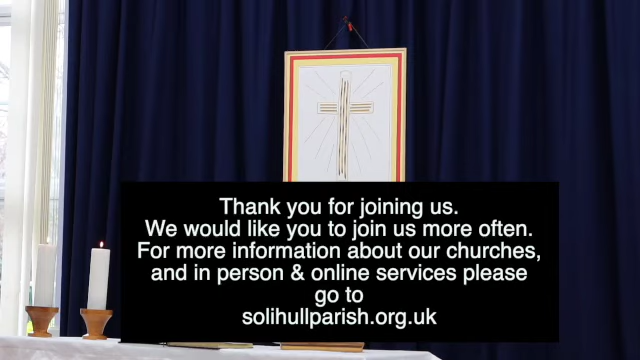 Thank you for joining us.
We would like you to join us more often.
For more information about our churches,
and in person & online services please
go to
solihullparish.org.uk